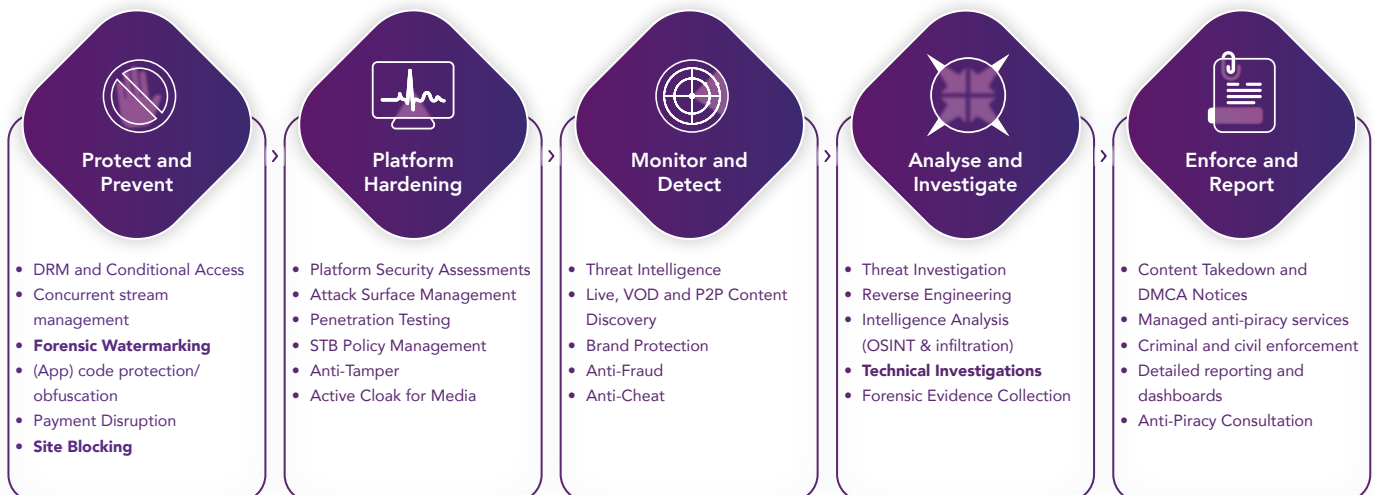 Protect and
Prevent
• DRM and Conditional Access
• Concurrent stream
management
• Forensic Watermarking
• (App) code protection/
obfuscation
• Payment Disruption
• Site Blocking
Platform
Hardening
• Platform Security Assessments
• Attack Surface Management
• Penetration Testing
• STB Policy Management
• Anti-Tamper
• Active Cloak for Media
Monitor and
Detect
• Threat Intelligence
• Live, VOD and P2P Content
Discovery
• Brand Protection
• Anti-Fraud
• Anti-Cheat
Analyse and
Investigate
• Threat Investigation
• Reverse Engineering
• Intelligence Analysis
(OSINT & infiltration)
• Technical Investigations
• Forensic Evidence Collection
Enforce and
Report
• Content Takedown and
DMCA Notices
• Managed anti-piracy services
• Criminal and civil enforcement
• Detailed reporting and
dashboards
• Anti-Piracy Consultation